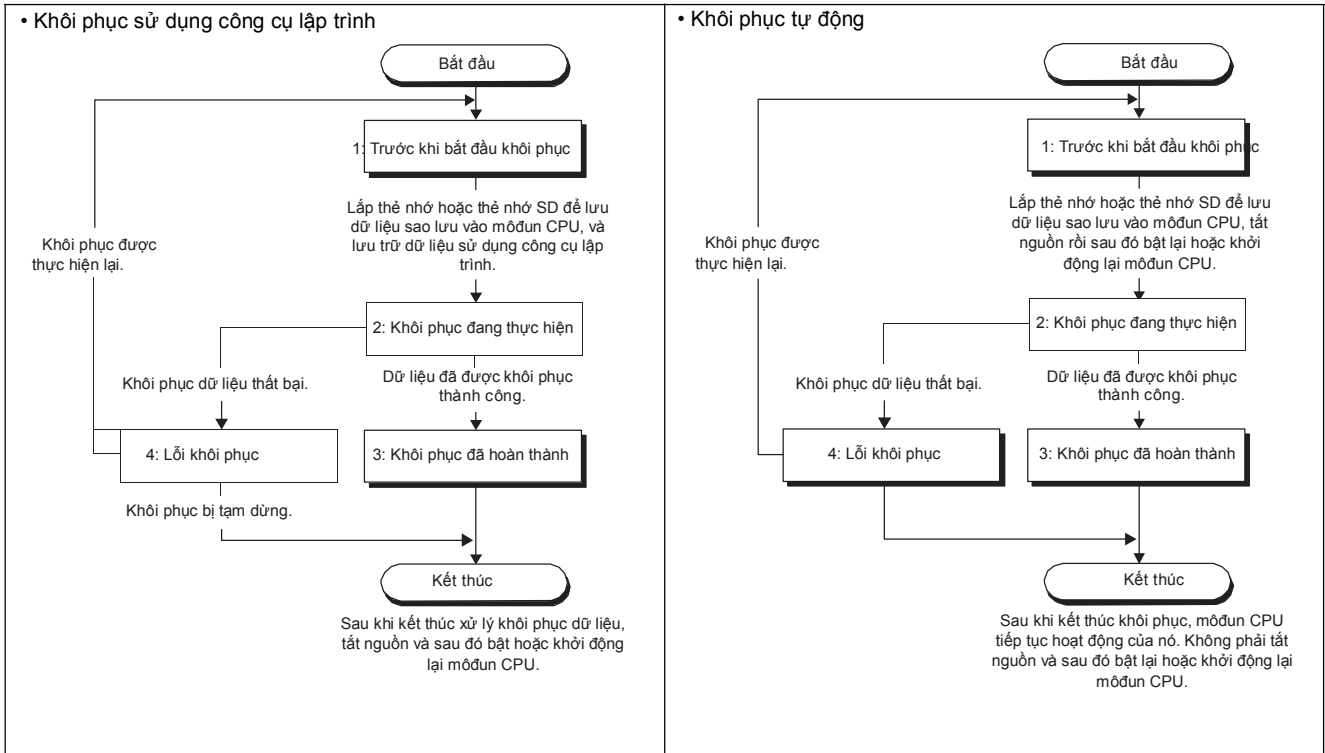 • Khôi phục sử dụng công cụ lập trình
Bắt đầu
1: Trước khi bắt đầu khôi phục
Lắp thẻ nhớ hoặc thẻ nhớ SD để lưu
dữ liệu sao lưu vào môđun CPU, và
lưu trữ dữ liệu sử dụng công cụ lập
trình.
Khôi phục được
thực hiện lại.
2: Khôi phục đang thực hiện
Khôi phục dữ liệu thất bại.
Dữ liệu đã được khôi phục
thành công.
4: Lỗi khôi phục
3: Khôi phục đã hoàn thành
Khôi phục bị tạm dừng.
Kết thúc
Sau khi kết thúc xử lý khôi phục dữ liệu,
tắt nguồn và sau đó bật hoặc khởi động
lại môđun CPU.
• Khôi phục tự động
Bắt đầu
1: Trước khi bắt đầu khôi phục
Lắp thẻ nhớ hoặc thẻ nhớ SD để lưu
dữ liệu sao lưu vào môđun CPU, tắt
nguồn rồi sau đó bật lại hoặc khởi
động lại môđun CPU.
Khôi phục được
thực hiện lại.
2: Khôi phục đang thực hiện
Khôi phục dữ liệu thất bại.
Dữ liệu đã được khôi phục
thành công.
4: Lỗi khôi phục
3: Khôi phục đã hoàn thành
Kết thúc
Sau khi kết thúc khôi phục, môđun CPU
tiếp tục hoạt động của nó. Không phải tắt
nguồn và sau đó bật lại hoặc khởi động lại
môđun CPU.